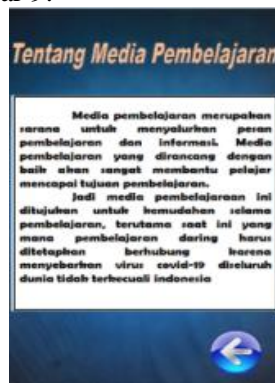 Tentang Media Pembelajaran
Media pembelajaran merupakan
sarana untuk menyalurkan pesan
pembelajaran dan informasi. Media
pembelajaran yang dirancang dengan
baik akan sangat membantu pelajar
mencapai tujuan pembelajaran.
Jadi media pembelajaraan ini
ditujukan untuk kemudahan selama
pembelajaran, terutama saat ini yang
mana pembelajaran daring harus
ditetapkan berhubung karena
menyebarkan virus covid-19 diseluruh
dunia tidak terkecuali indonesia